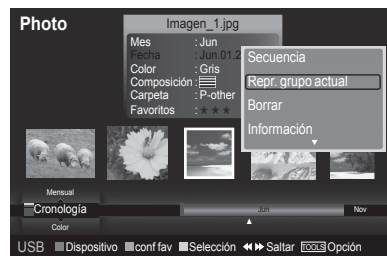 Photo
Imagen_1.jpg
Mes : Jun
Fecha : Jun.01.2
Color : Gris
Composición :
Carpeta : P-other
Favoritos : ★ ★ ★
Secuencia
Repr. grupo actual
Borrar
Información
Mensual
Cronología
Color
Jun
Nov
USB Dispositivo conf fav Selección Saltar TOOLS Opción